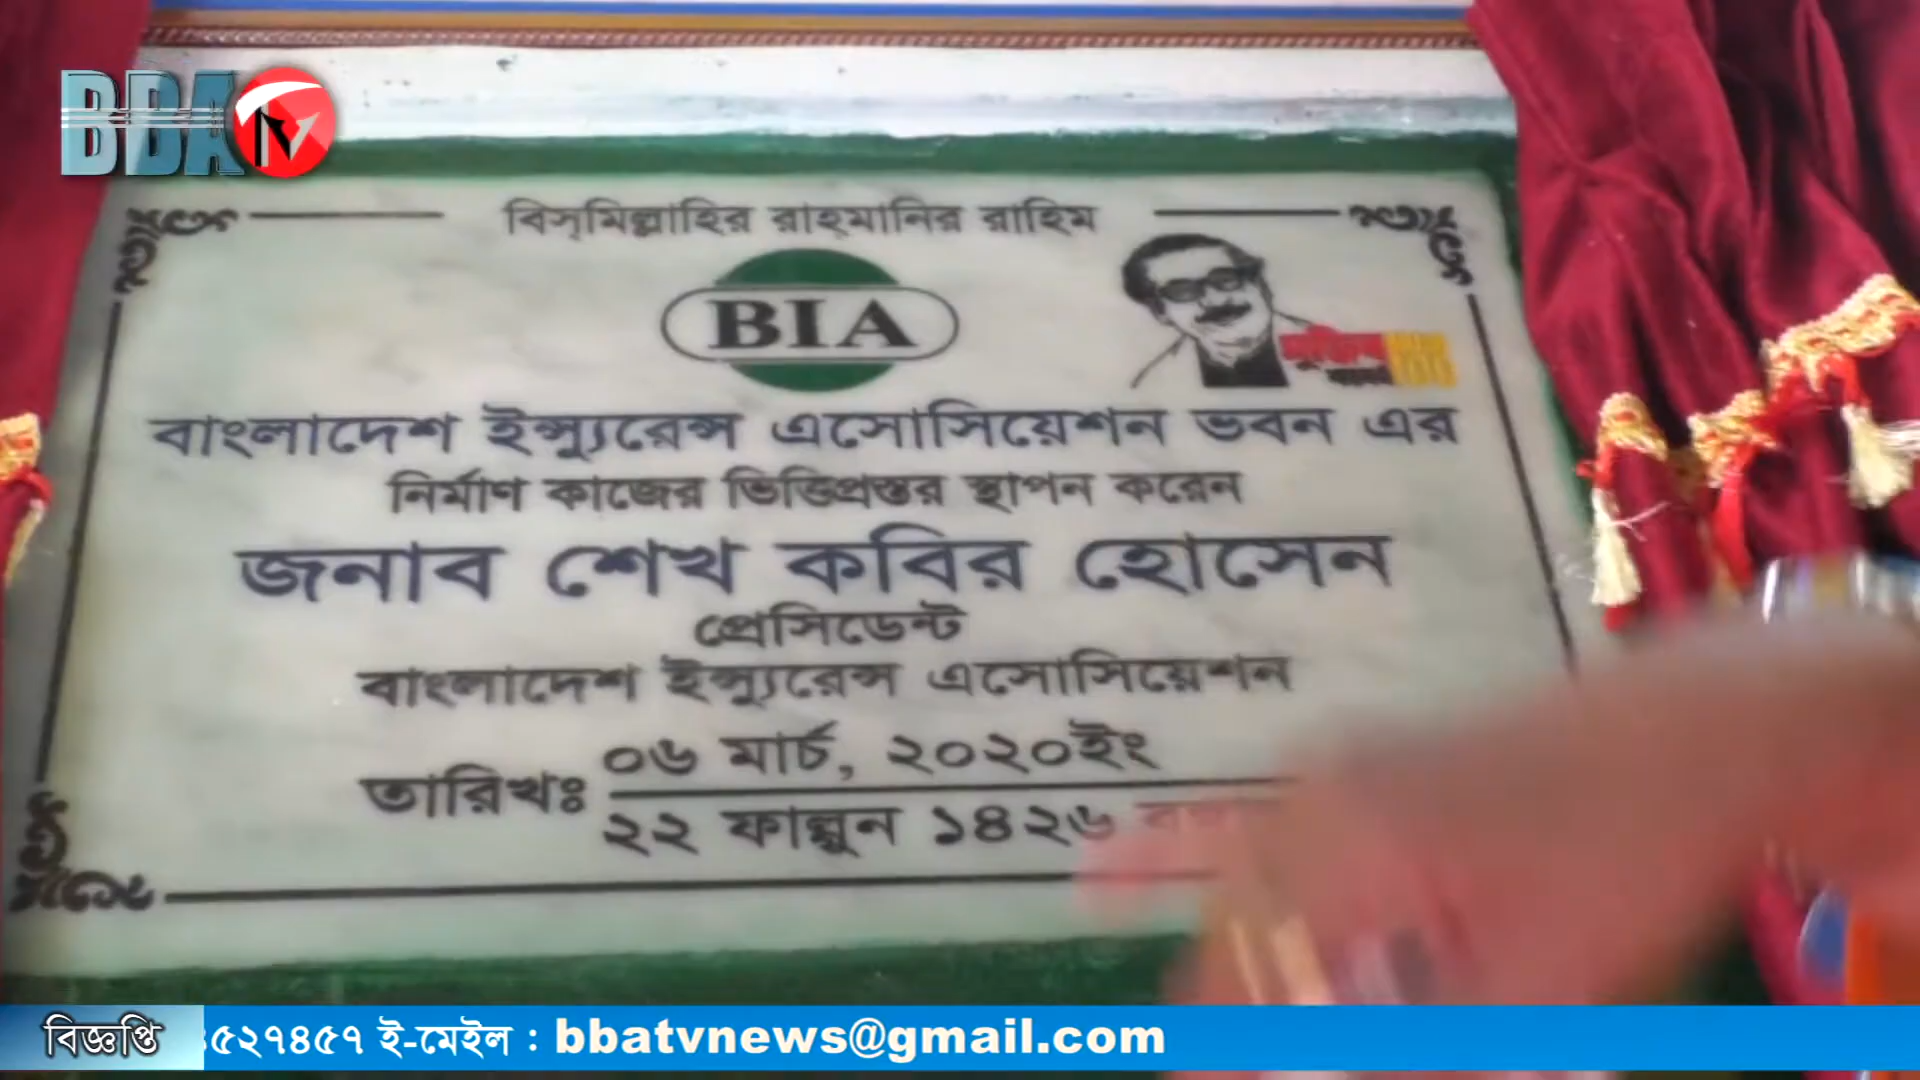 BBA TV
বিস্‌মিল্লাহির রাহমানির রাহিম
BIA
বাংলাদেশ ইন্স্যুরেন্স এসোসিয়েশন ভবন এর
নির্মাণ কাজের ভিত্তিপ্রস্তর স্থাপন করেন
জনাব শেখ কবির হোসেন
প্রেসিডেন্ট
বাংলাদেশ ইন্স্যুরেন্স এসোসিয়েশন
তারিখঃ ০৬ মার্চ, ২০২০ইং
২২ ফাল্গুন ১৪২৬
বিজ্ঞপ্তি ৫২৭৪৫৭ ই-মেইল : bbatvnews@gmail.com